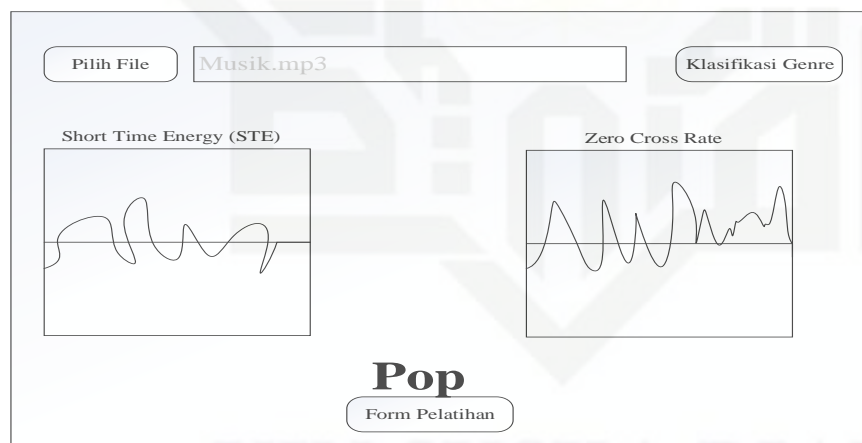 Pilih File
Musik.mp3
Klasifikasi Genre
Short Time Energy (STE)
Zero Cross Rate
Pop
Form Pelatihan